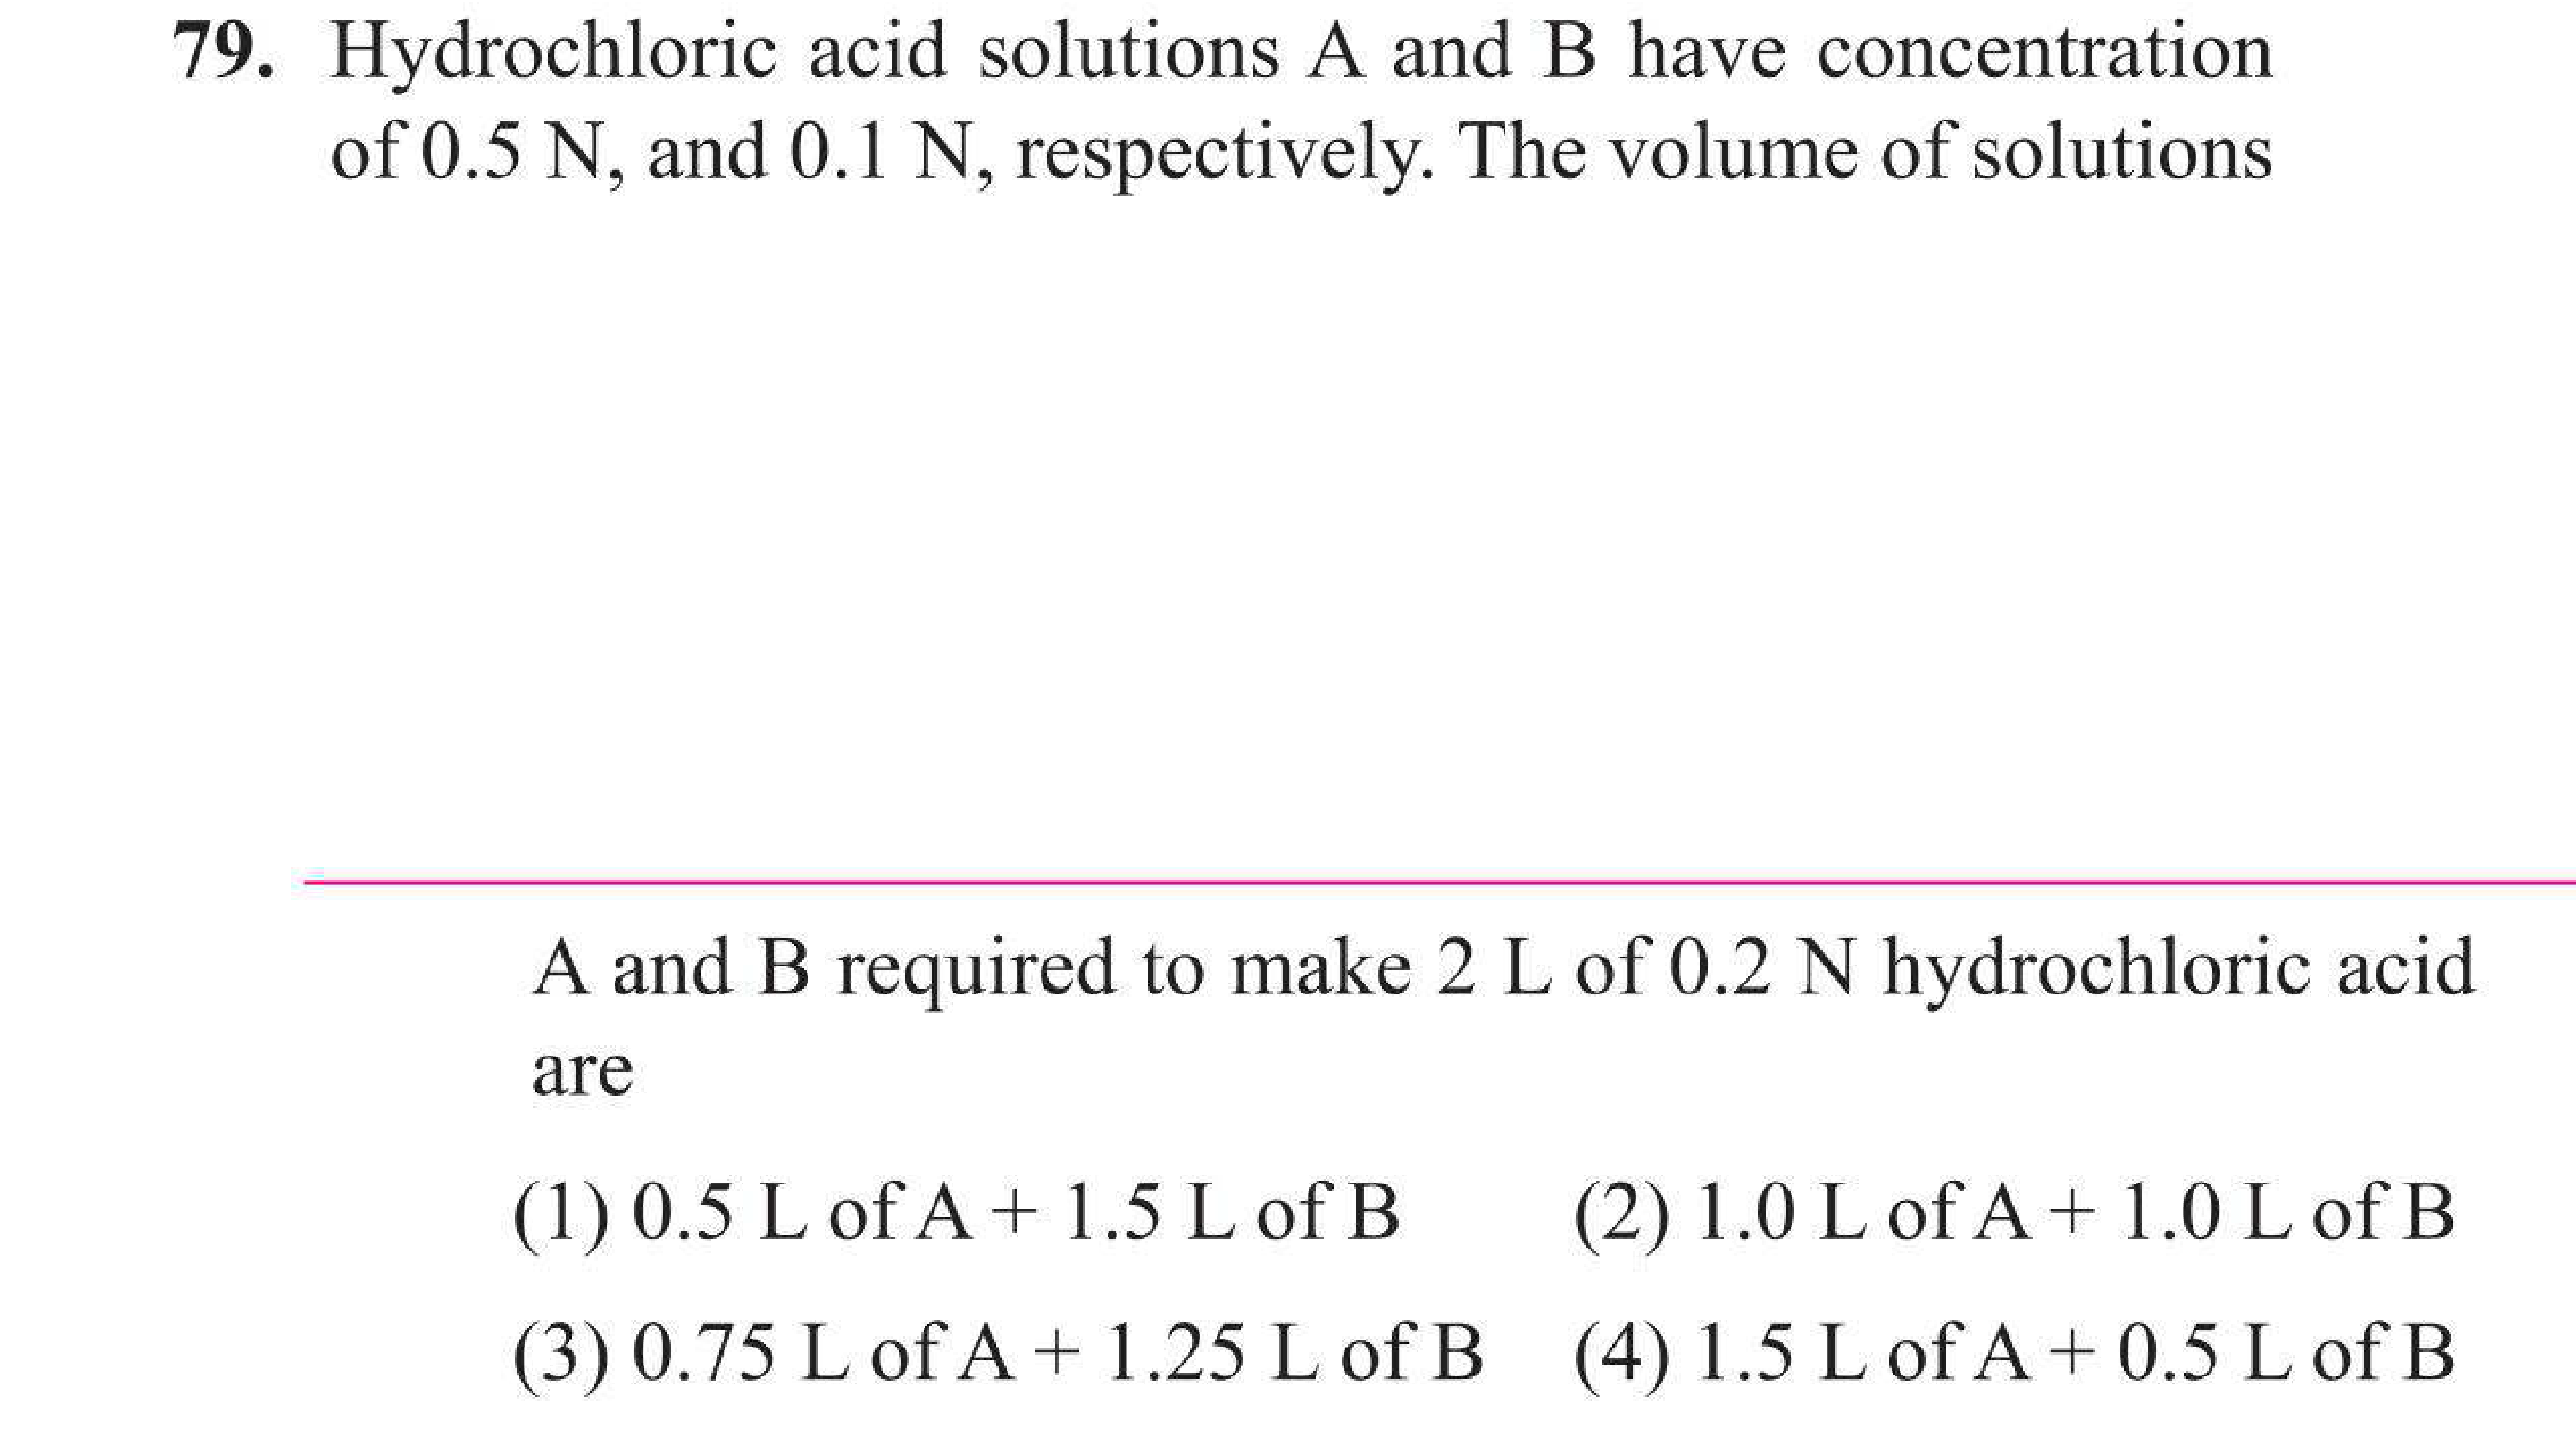 79. Hydrochloric acid solutions A and B have concentration
of 0.5 N, and 0.1 N, respectively. The volume of solutions
A and B required to make 2 L of 0.2 N hydrochloric acid
are
(1) 0.5 L of A + 1.5 L of B (2) 1.0 L of A + 1.0 L of B
(3) 0.75 L of A + 1.25 L of B (4) 1.5 L of A + 0.5 L of B